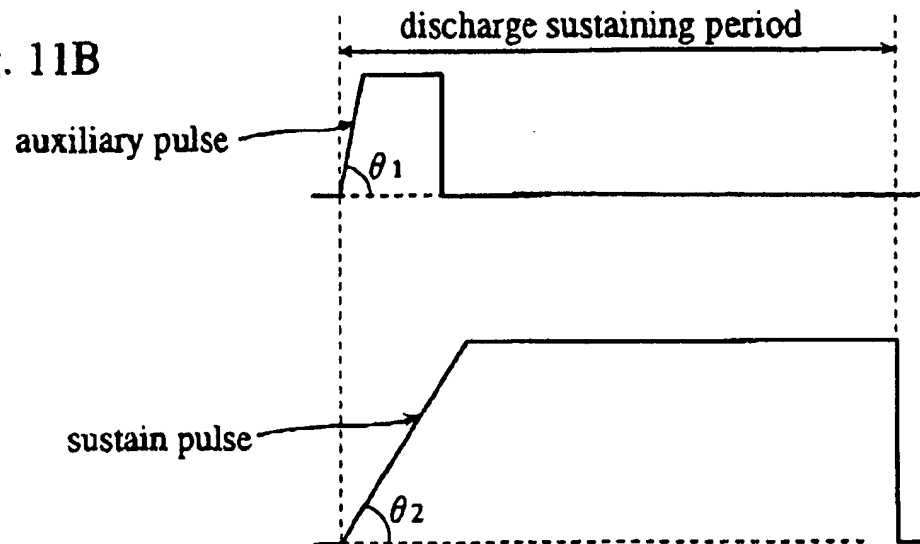 discharge sustaining period
. 11B
auxiliary pulse
θ1
sustain pulse
θ2